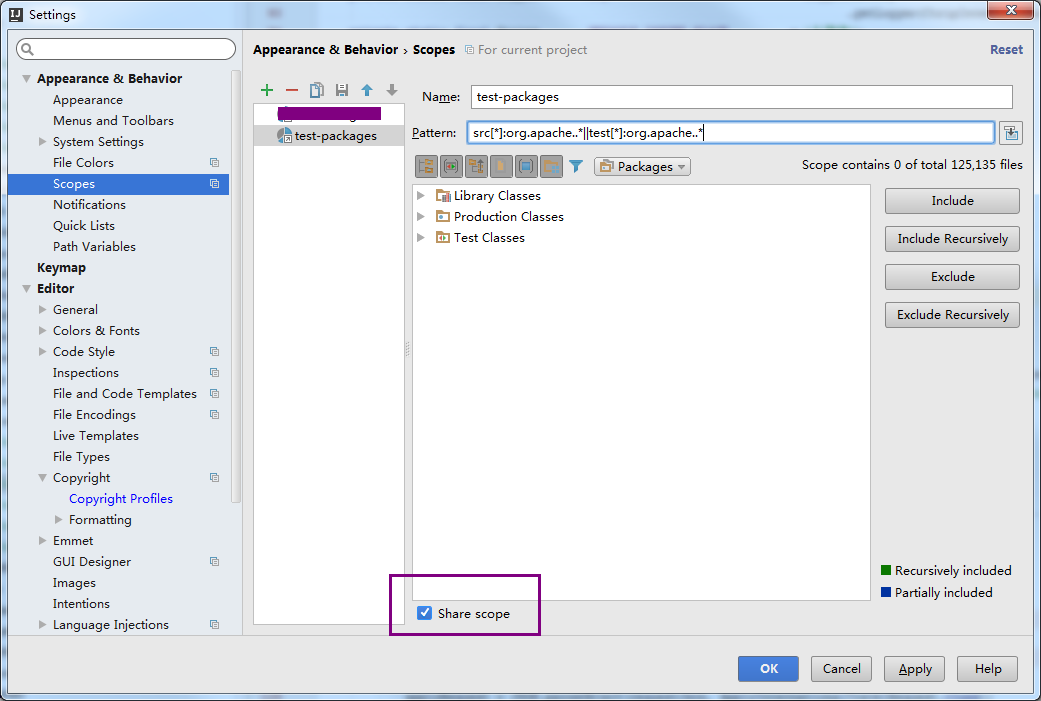 IJ Settings
Appearance & Behavior
Appearance
Menus and Toolbars
System Settings
File Colors
Scopes
Notifications
Quick Lists
Path Variables
Keymap
Editor
General
Colors & Fonts
Code Style
Inspections
File and Code Templates
File Encodings
Live Templates
File Types
Copyright
Copyright Profiles
Formatting
Emmet
GUI Designer
Images
Intentions
Language Injections
Appearance & Behavior › Scopes For current project Reset
test-packages
Name: test-packages
Pattern: src[*]:org.apache..*||test[*]:org.apache..*
Packages Scope contains 0 of total 125,135 files
Library Classes
Production Classes
Test Classes
Include
Include Recursively
Exclude
Exclude Recursively
Recursively included
Partially included
Share scope
OK Cancel Apply Help